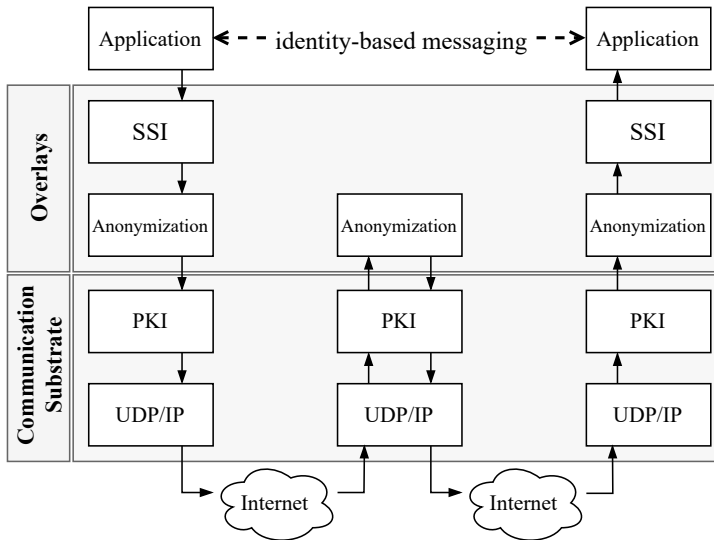 Application
identity-based messaging
Application
Overlays
SSI
SSI
Anonymization
Anonymization
Anonymization
Communication
Substrate
PKI
PKI
PKI
UDP/IP
UDP/IP
UDP/IP
Internet
Internet